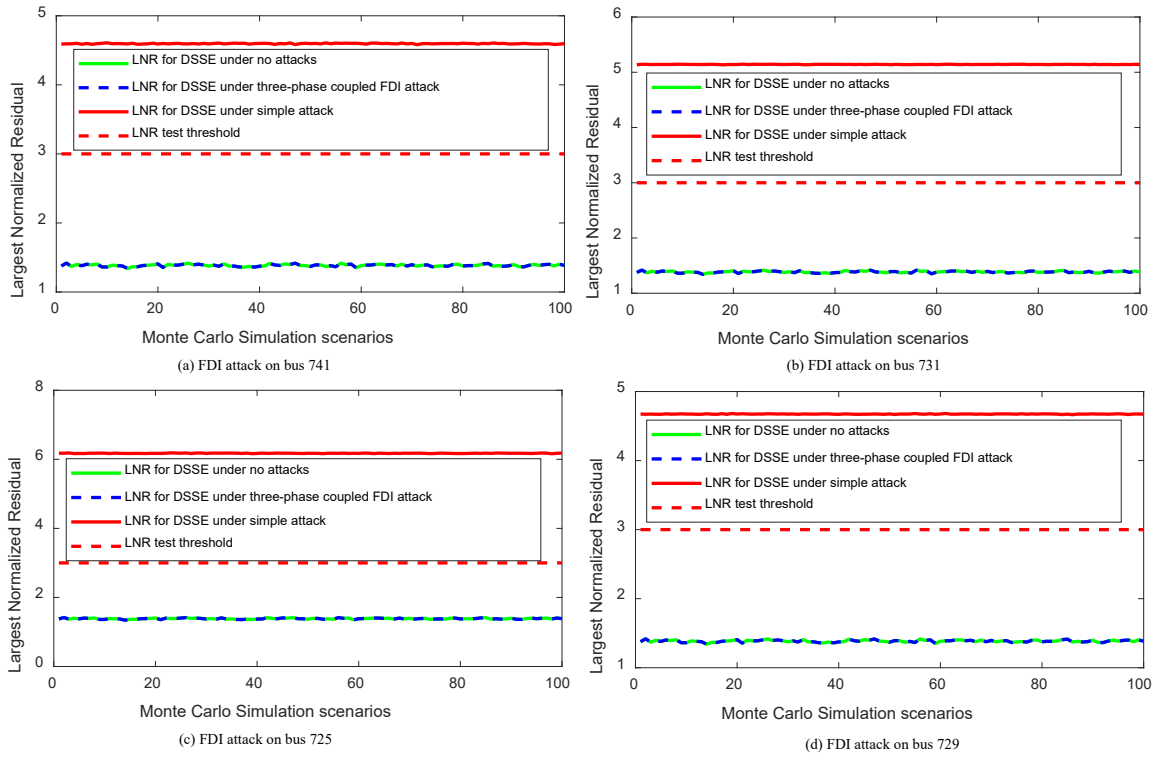 Largest Normalized Residual
5
4
3
2
1
LNR for DSSE under no attacks
LNR for DSSE under three-phase coupled FDI attack
LNR for DSSE under simple attack
LNR test threshold
0 20 40 60 80 100
Monte Carlo Simulation scenarios
(a) FDI attack on bus 741
Largest Normalized Residual
6
5
4
3
2
1
LNR for DSSE under no attacks
LNR for DSSE under three-phase coupled FDI attack
LNR for DSSE under simple attack
LNR test threshold
0 20 40 60 80 100
Monte Carlo Simulation scenarios
(b) FDI attack on bus 731
Largest Normalized Residual
8
6
4
2
0
LNR for DSSE under no attacks
LNR for DSSE under three-phase coupled FDI attack
LNR for DSSE under simple attack
LNR test threshold
0 20 40 60 80 100
Monte Carlo Simulation scenarios
(c) FDI attack on bus 725
Largest Normalized Residual
5
4
3
2
1
LNR for DSSE under no attacks
LNR for DSSE under three-phase coupled FDI attack
LNR for DSSE under simple attack
LNR test threshold
0 20 40 60 80 100
Monte Carlo Simulation scenarios
(d) FDI attack on bus 729